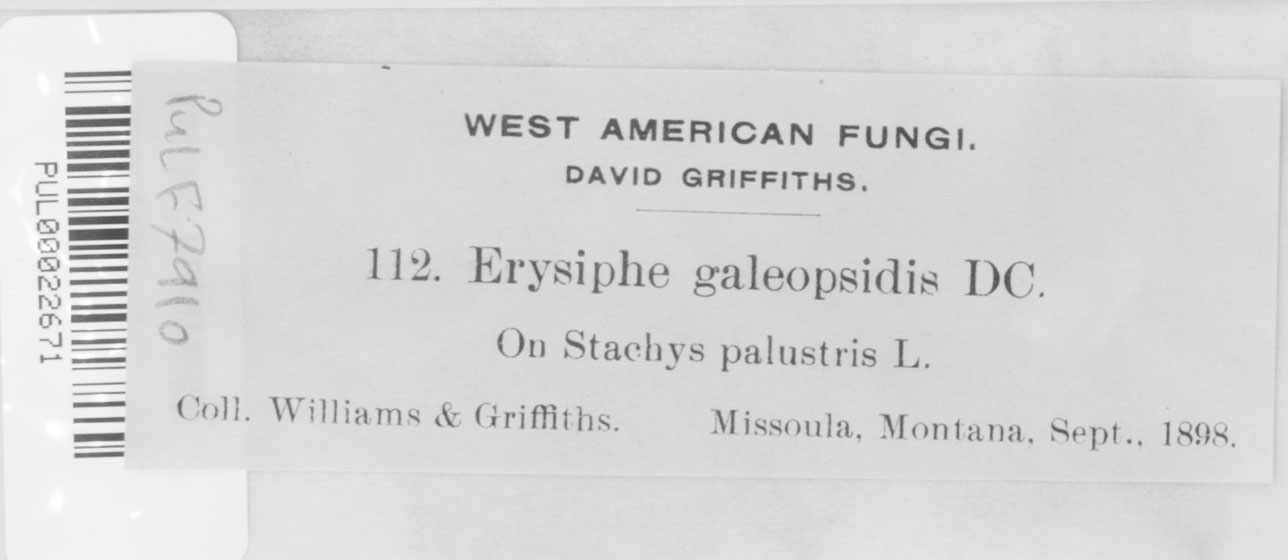 PUL00022671
PUL F7910
WEST AMERICAN FUNGI.
DAVID GRIFFITHS.
112. Erysiphe galeopsidis DC.
On Stachys palustris L.
Coll. Williams & Griffiths. Missoula, Montana, Sept., 1898.